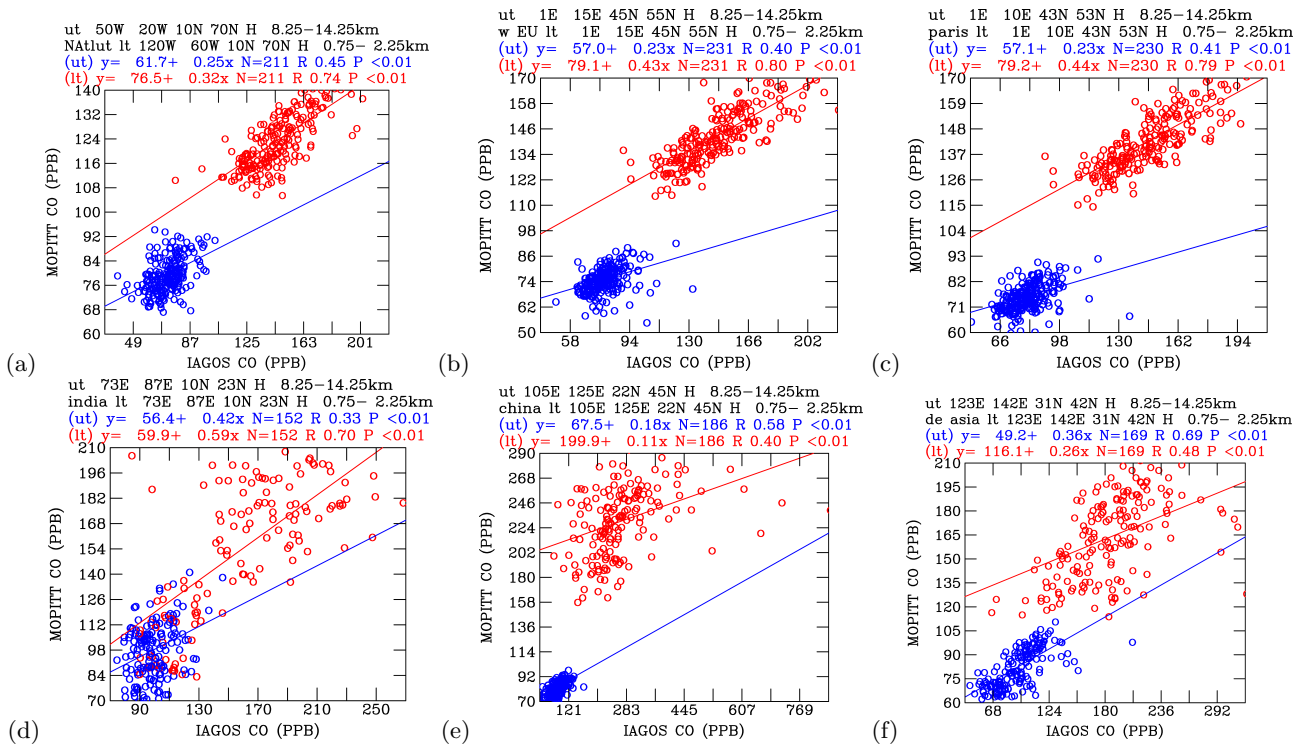 ut 50W 20W 10N 70N H 8.25−14.25km
NAtlut lt 120W 60W 10N 70N H 0.75− 2.25km
(ut) y= 61.7+ 0.25x N=211 R 0.45 P <0.01
(lt) y= 76.5+ 0.32x N=211 R 0.74 P <0.01
140
132
124
116
108
100
92
84
76
68
60
MOPITT CO (PPB)
49 87 125 163 201
IAGOS CO (PPB)
(a)
ut 1E 15E 45N 55N H 8.25−14.25km
w EU lt 1E 15E 45N 55N H 0.75− 2.25km
(ut) y= 57.0+ 0.23x N=231 R 0.40 P <0.01
(lt) y= 79.1+ 0.43x N=231 R 0.80 P <0.01
170
158
146
134
122
110
98
86
74
62
50
MOPITT CO (PPB)
58 94 130 166 202
IAGOS CO (PPB)
(b)
ut 1E 10E 43N 53N H 8.25−14.25km
paris lt 1E 10E 43N 53N H 0.75− 2.25km
(ut) y= 57.1+ 0.23x N=230 R 0.41 P <0.01
(lt) y= 79.2+ 0.44x N=230 R 0.79 P <0.01
170
159
148
137
126
115
104
93
82
71
60
MOPITT CO (PPB)
66 98 130 162 194
IAGOS CO (PPB)
(c)
ut 73E 87E 10N 23N H 8.25−14.25km
india lt 73E 87E 10N 23N H 0.75− 2.25km
(ut) y= 56.4+ 0.42x N=152 R 0.33 P <0.01
(lt) y= 59.9+ 0.59x N=152 R 0.70 P <0.01
210
196
182
168
154
140
126
112
98
84
70
MOPITT CO (PPB)
90 130 170 210 250
IAGOS CO (PPB)
(d)
ut 105E 125E 22N 45N H 8.25−14.25km
china lt 105E 125E 22N 45N H 0.75− 2.25km
(ut) y= 67.5+ 0.18x N=186 R 0.58 P <0.01
(lt) y= 199.9+ 0.11x N=186 R 0.40 P <0.01
290
268
246
224
202
180
158
136
114
92
70
MOPITT CO (PPB)
121 283 445 607 769
IAGOS CO (PPB)
(e)
ut 123E 142E 31N 42N H 8.25−14.25km
de asia lt 123E 142E 31N 42N H 0.75− 2.25km
(ut) y= 49.2+ 0.36x N=169 R 0.69 P <0.01
(lt) y= 116.1+ 0.26x N=169 R 0.48 P <0.01
210
195
180
165
150
135
120
105
90
75
60
MOPITT CO (PPB)
68 124 180 236 292
IAGOS CO (PPB)
(f)